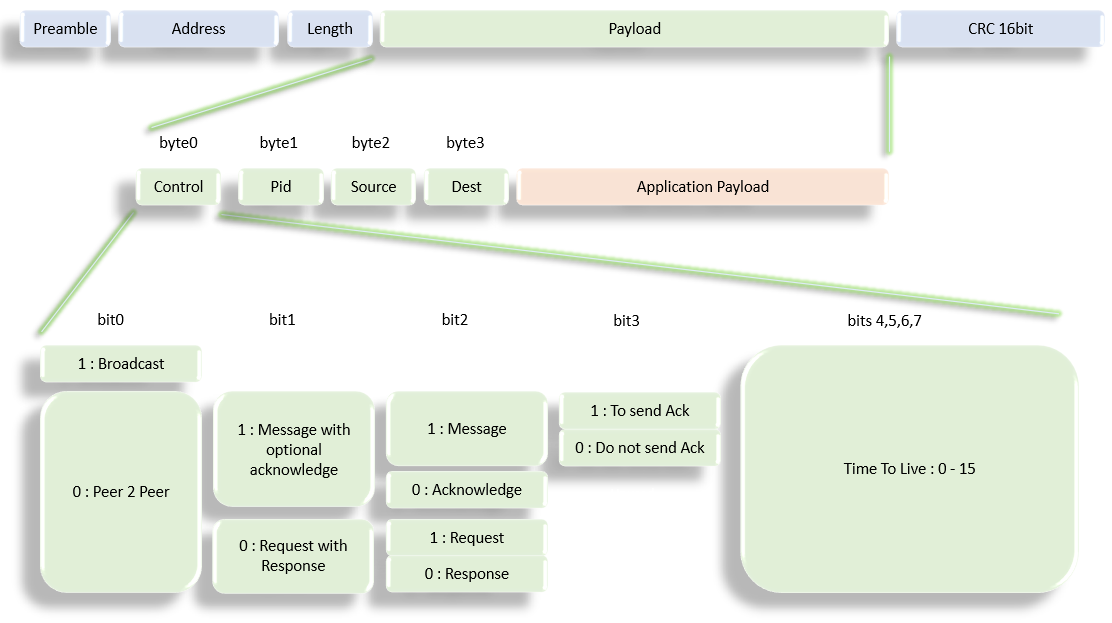 Preamble Address Length Payload CRC 16bit
byte0 byte1 byte2 byte3
Control Pid Source Dest Application Payload
bit0 bit1 bit2 bit3 bits 4,5,6,7
1 : Broadcast
0 : Peer 2 Peer
1 : Message with
optional
acknowledge
0 : Request with
Response
1 : Message
0 : Acknowledge
1 : Request
0 : Response
1 : To send Ack
0 : Do not send Ack
Time To Live : 0 - 15